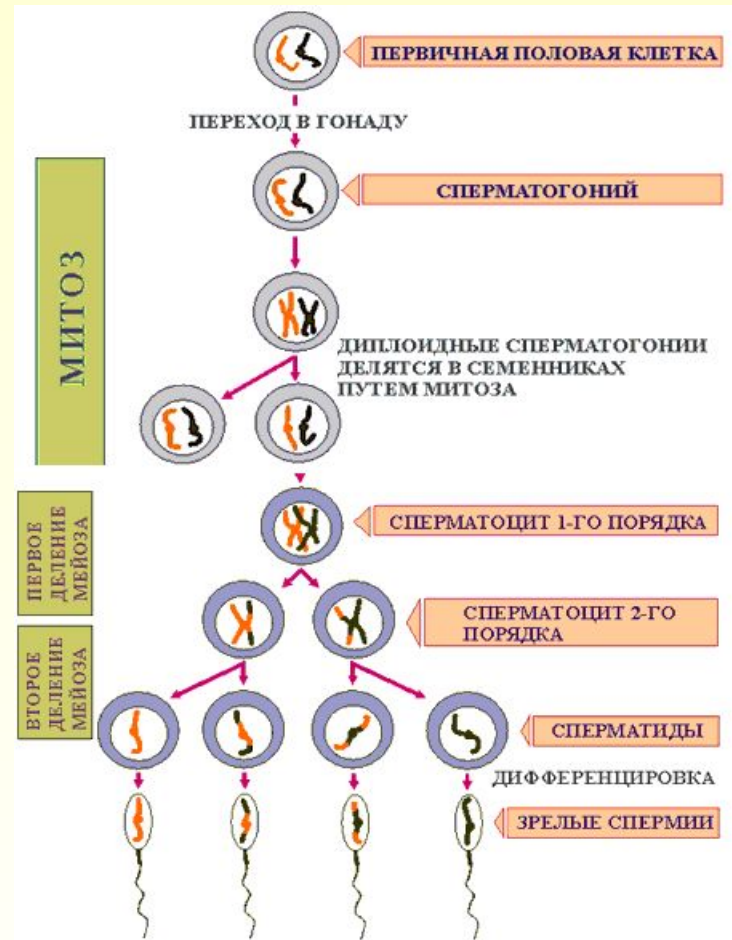 ПЕРВИЧНАЯ ПОЛОВАЯ КЛЕТКА
ПЕРЕХОД В ГОНАДУ
СПЕРМАТОГОНИЙ
МИТОЗ
ДИПЛОИДНЫЕ СПЕРМАТОГОНИИ
ДЕЛЯТСЯ В СЕМЕННИКАХ
ПУТЕМ МИТОЗА
ПЕРВОЕ
ДЕЛЕНИЕ
МЕЙОЗА
СПЕРМАТОЦИТ 1-ГО ПОРЯДКА
СПЕРМАТОЦИТ 2-ГО
ПОРЯДКА
ВТОРОЕ
ДЕЛЕНИЕ
МЕЙОЗА
СПЕРМАТИДЫ
ДИФФЕРЕНЦИРОВКА
ЗРЕЛЫЕ СПЕРМИИ